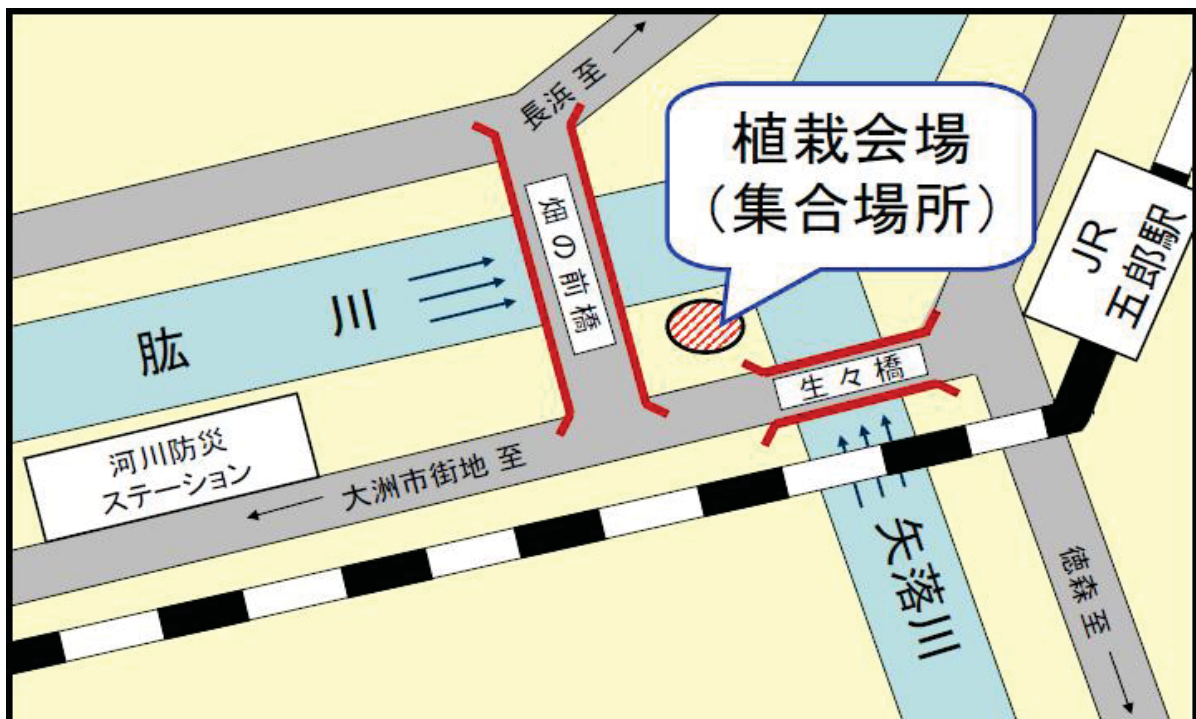 長浜 至
植栽会場
（集合場所）
畑の前橋
JR
五郎駅
肱川
生々橋
河川防災
ステーション
大洲市街地 至
矢落川
徳森 至